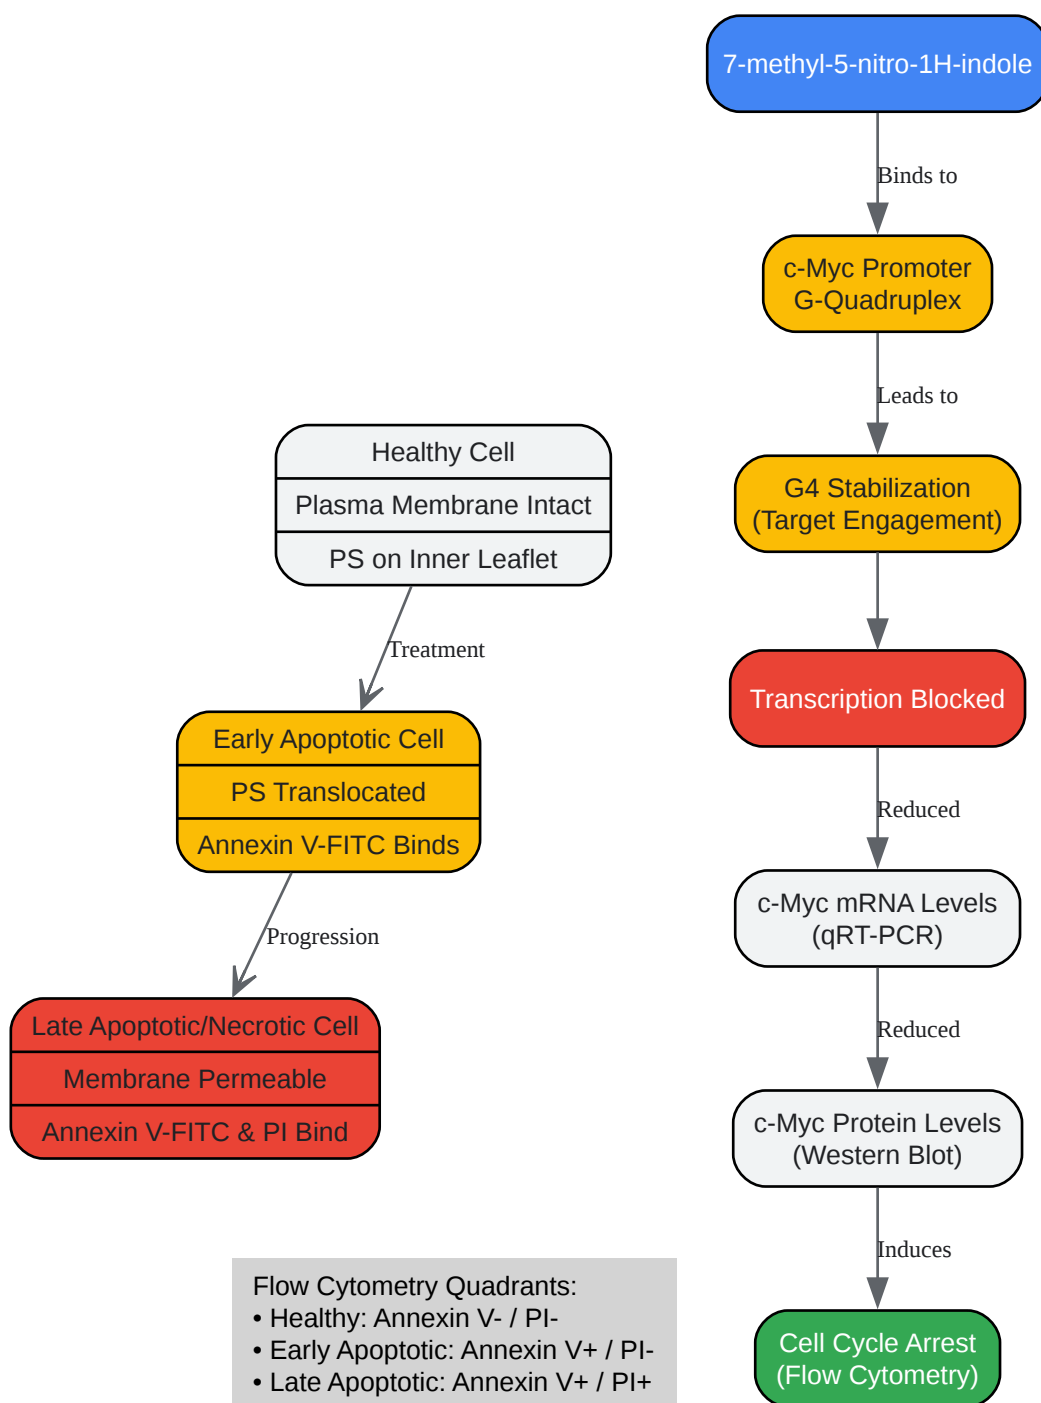 7-methyl-5-nitro-1H-indole
Binds to
c-Myc Promoter
G-Quadruplex
Leads to
G4 Stabilization
(Target Engagement)
Transcription Blocked
Reduced
c-Myc mRNA Levels
(qRT-PCR)
Reduced
c-Myc Protein Levels
(Western Blot)
Induces
Cell Cycle Arrest
(Flow Cytometry)
Healthy Cell
Plasma Membrane Intact
PS on Inner Leaflet
Treatment
Early Apoptotic Cell
PS Translocated
Annexin V-FITC Binds
Progression
Late Apoptotic/Necrotic Cell
Membrane Permeable
Annexin V-FITC & PI Bind
Flow Cytometry Quadrants:
• Healthy: Annexin V- / PI-
• Early Apoptotic: Annexin V+ / PI-
• Late Apoptotic: Annexin V+ / PI+